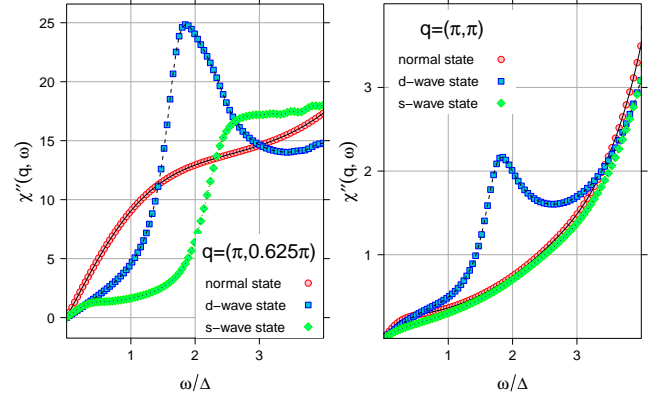 30
25
20
15
10
5
0
1
2
3
χ″(q, ω)
ω/Δ
q=(π,0.625π)
normal state
d−wave state
s−wave state
3
2
1
1
2
3
χ″(q, ω)
ω/Δ
q=(π,π)
normal state
d−wave state
s−wave state